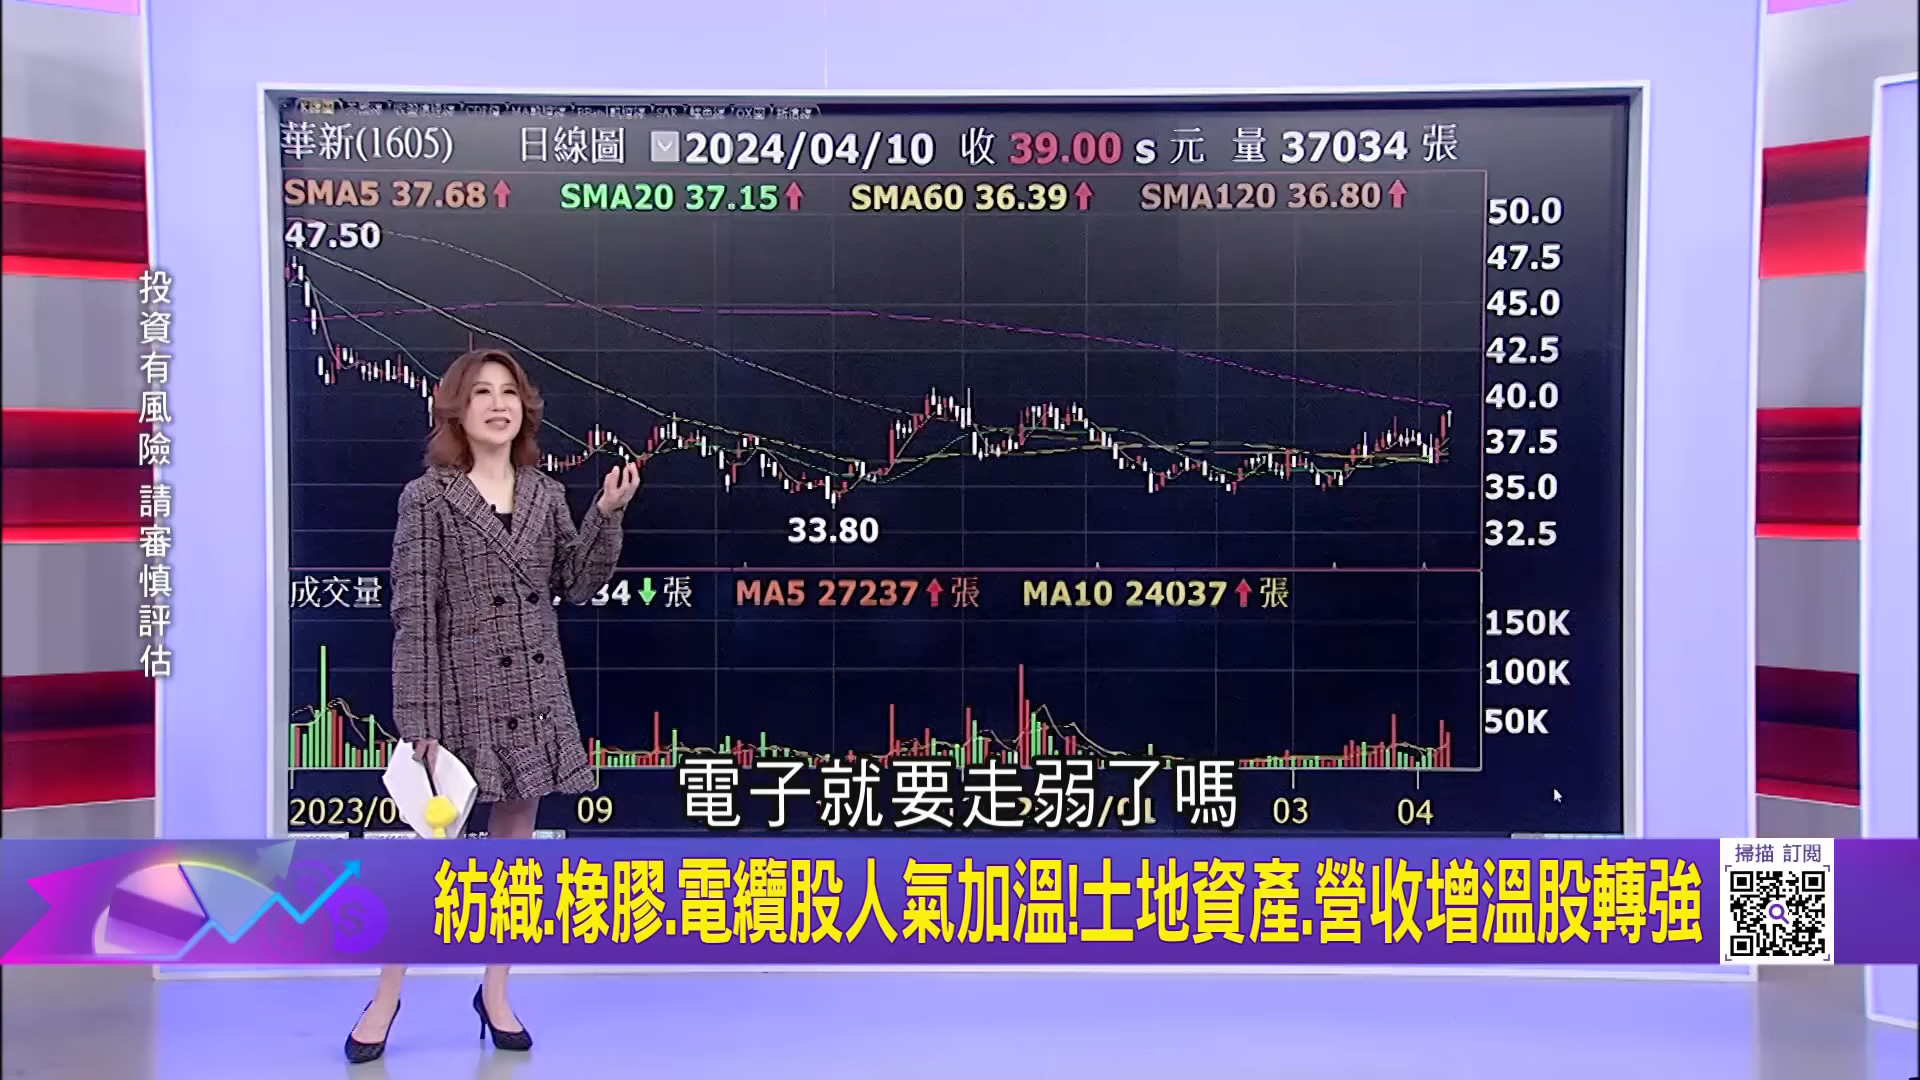 華新(1605) 日線圖 2024/04/10 收 39.00 s 元 量 37034 張
SMA5 37.68↑ SMA20 37.15↑ SMA60 36.39↑ SMA120 36.80↑
47.50
50.0
47.5
45.0
42.5
40.0
37.5
35.0
32.5
33.80
成交量 34↓張 MA5 27237↑張 MA10 24037↑張
150K
100K
50K
2023/0 09 03 04
投資有風險 請審慎評估
電子就要走弱了嗎
掃描 訂閱
紡織.橡膠.電纜股人氣加溫!土地資產.營收增溫股轉強